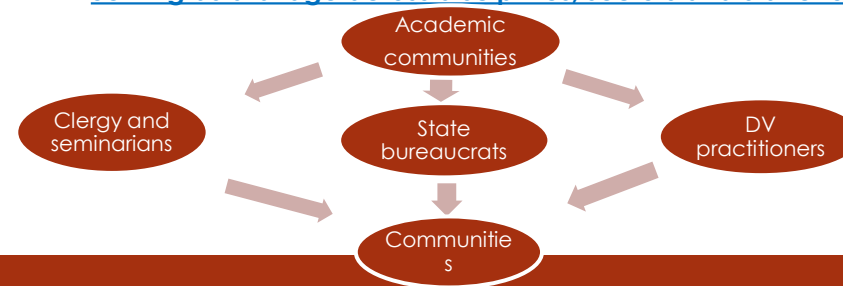 Academic
communities
Clergy and
seminarians
State
bureaucrats
DV
practitioners
Communitie
s